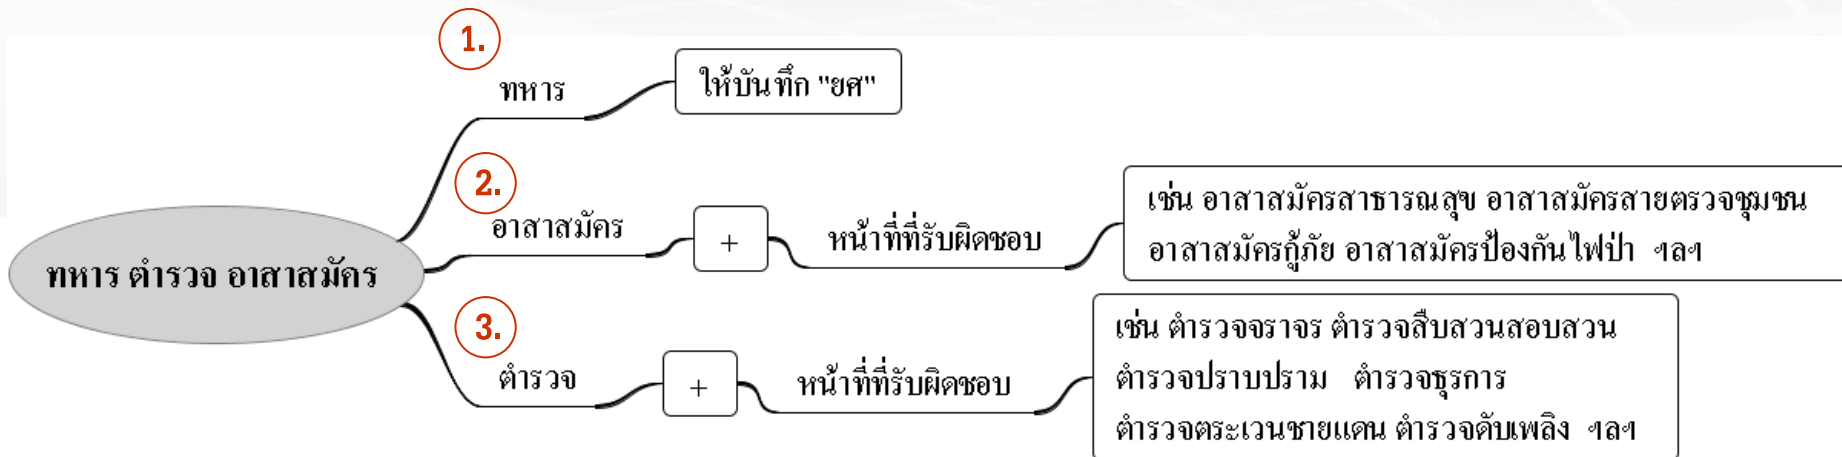 1.
ทหาร
ให้บันทึก "ยศ"
2.
อาสาสมัคร
+
หน้าที่ที่รับผิดชอบ
เช่น อาสาสมัครสาธารณสุข อาสาสมัครสายตรวจชุมชน
อาสาสมัครกู้ภัย อาสาสมัครป้องกันไฟป่า ฯลฯ
ทหาร ตำรวจ อาสาสมัคร
3.
ตำรวจ
+
หน้าที่ที่รับผิดชอบ
เช่น ตำรวจจราจร ตำรวจสืบสวนสอบสวน
ตำรวจปราบปราม ตำรวจธุรการ
ตำรวจตระเวนชายแดน ตำรวจดับเพลิง ฯลฯ